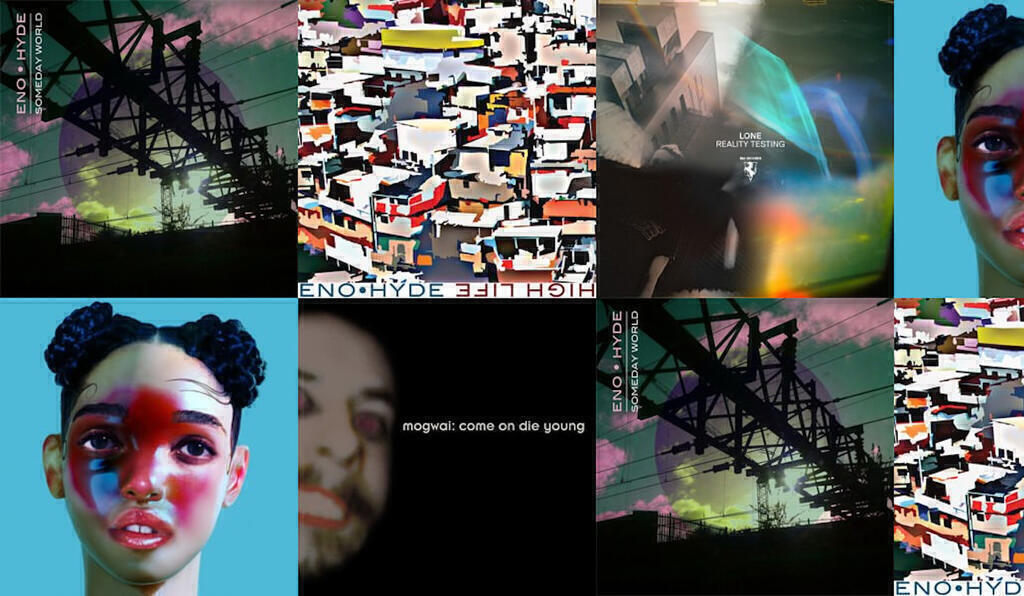 ENO • HYDE
SOMEDAY WORLD
ENO•HYDE HIGH LIFE
LONE
REALITY TESTING
mogwai: come on die young
ENO • HYDE
SOMEDAY WORLD
ENO•HYD